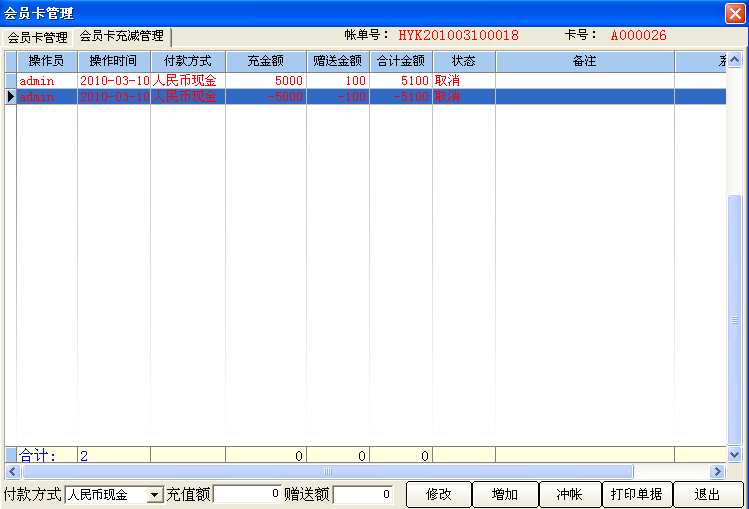 会员卡管理
会员卡管理 会员卡充减管理 帐单号： HYK201003100018 卡号： A000026
操作员 操作时间 付款方式 充金额 赠送金额 合计金额 状态 备注
admin 2010-03-10 人民币现金 5000 100 5100 取消
admin 2010-03-10 人民币现金 -5000 -100 -5100 取消
合计: 2 0 0 0
付款方式 人民币现金 充值额 0 赠送额 0 修改 增加 冲帐 打印单据 退出